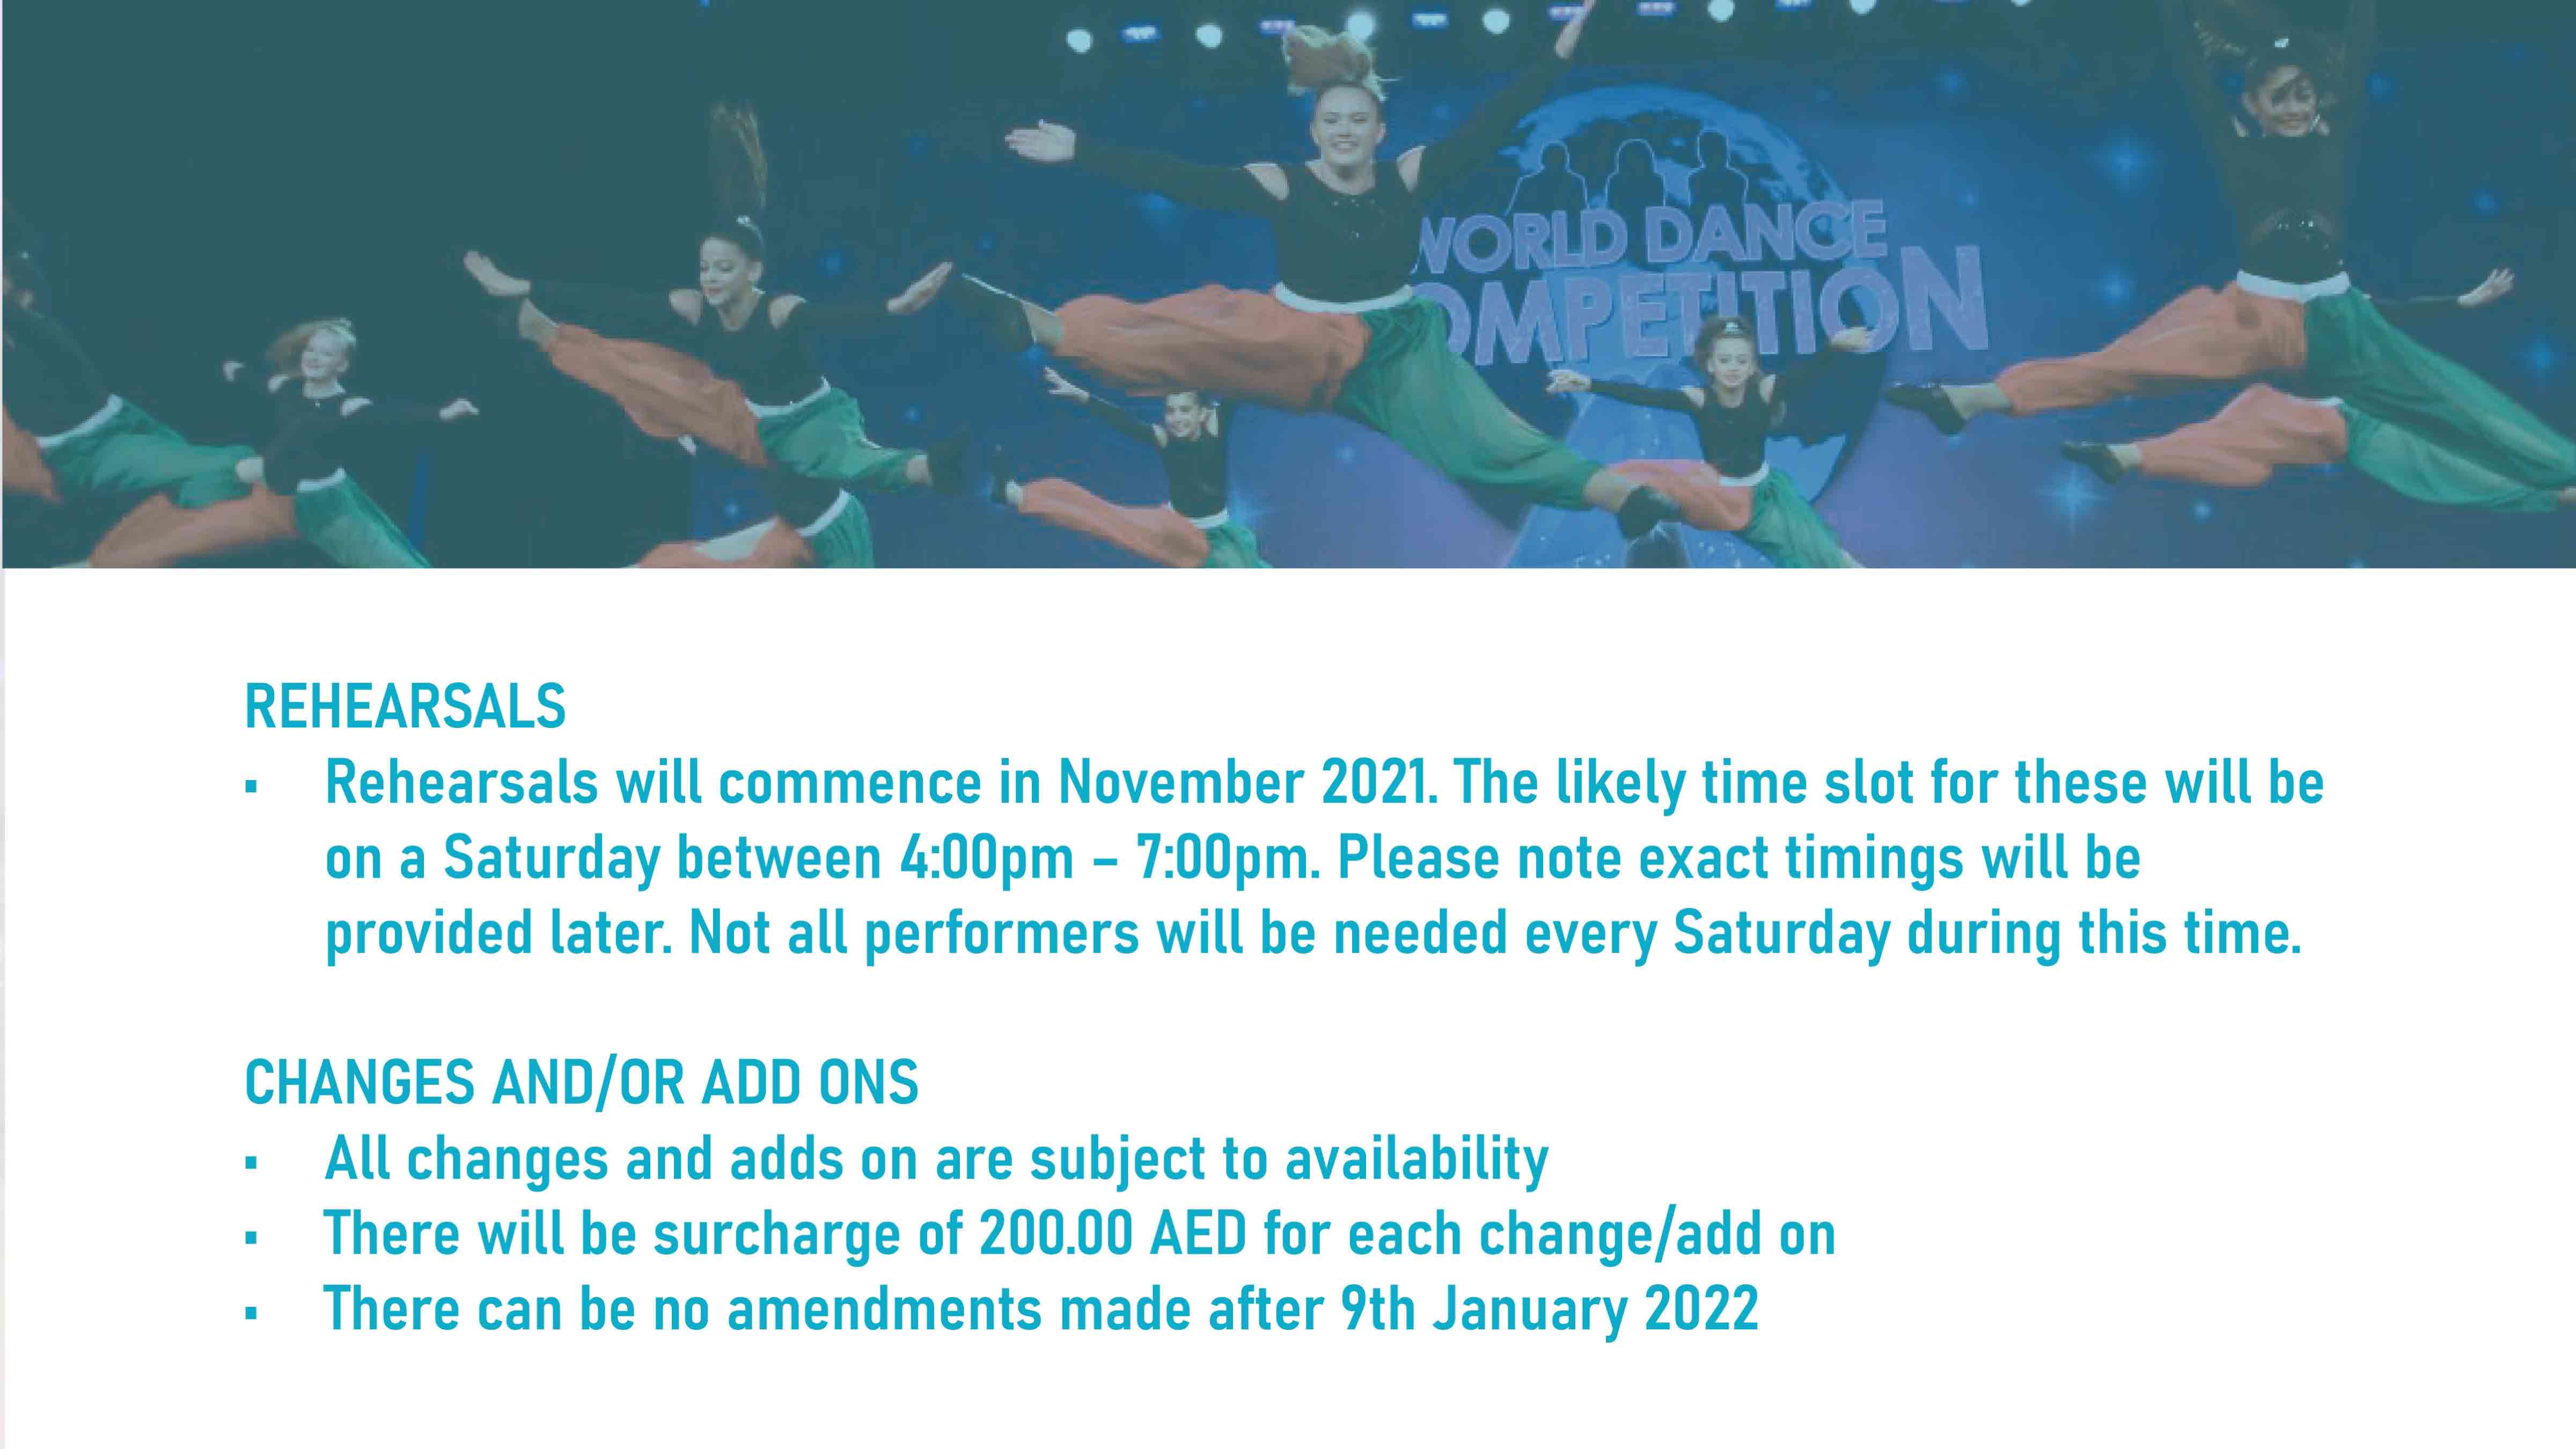 WORLD DANCE
COMPETITION
REHEARSALS
▪ Rehearsals will commence in November 2021. The likely time slot for these will be
on a Saturday between 4:00pm – 7:00pm. Please note exact timings will be
provided later. Not all performers will be needed every Saturday during this time.
CHANGES AND/OR ADD ONS
▪ All changes and adds on are subject to availability
▪ There will be surcharge of 200.00 AED for each change/add on
▪ There can be no amendments made after 9th January 2022